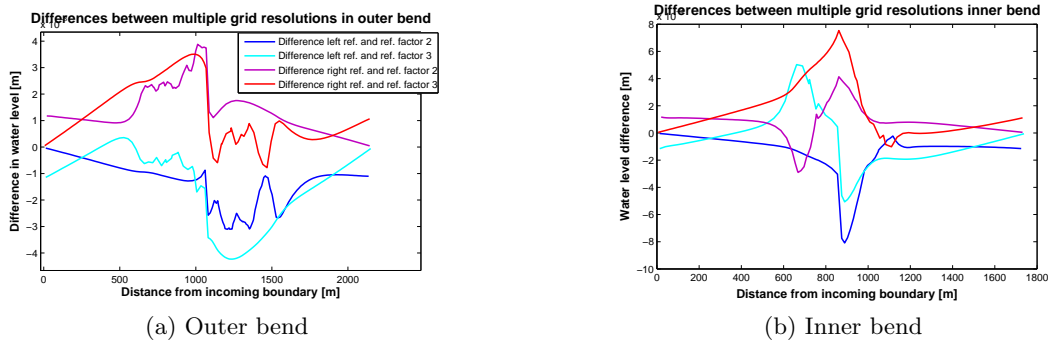 Differences between multiple grid resolutions in outer bend
4
3
2
1
0
−1
−2
−3
−4
Difference in water level [m]
Difference left ref. and ref. factor 2
Difference left ref. and ref. factor 3
Difference right ref. and ref. factor 2
Difference right ref. and ref. factor 3
0 500 1000 1500 2000
Distance from incoming boundary [m]
(a) Outer bend
Differences between multiple grid resolutions inner bend
8
6
4
2
0
−2
−4
−6
−8
−10
Water level difference [m]
0 200 400 600 800 1000 1200 1400 1600 1800
Distance from incoming boundary [m]
(b) Inner bend